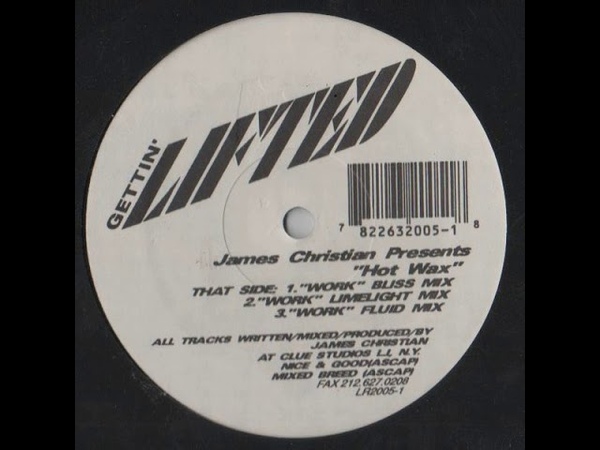 GETTIN'
LIFTED
7 822632005-1 8
James Christian Presents
"Hot Wax"
THAT SIDE: 1."WORK" BLISS MIX
2."WORK" LIMELIGHT MIX
3."WORK" FLUID MIX
ALL TRACKS WRITTEN/MIXED/PRODUCED/BY
JAMES CHRISTIAN
AT CLUE STUDIOS L.I, N.Y.
NICE & GOOD(ASCAP)
MIXED BREED (ASCAP)
FAX 212.627.0208
LR2005-1